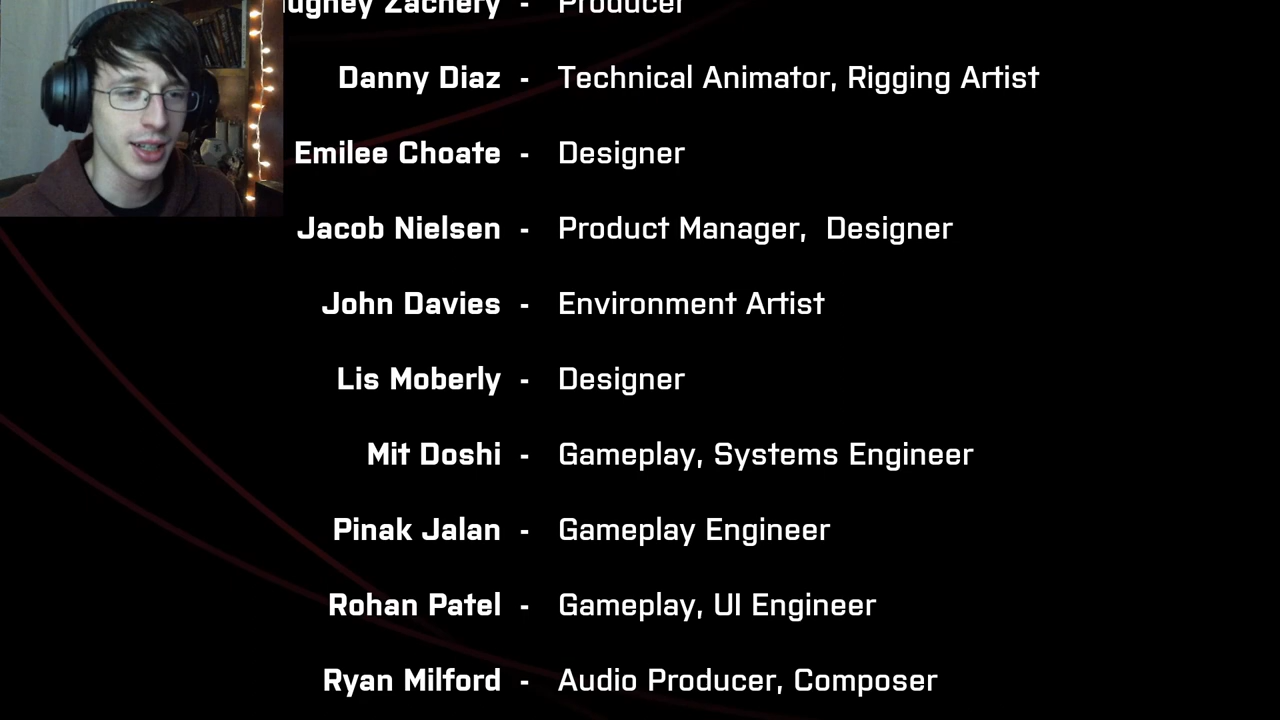 Zachery - Producer
Danny Diaz - Technical Animator, Rigging Artist
Emilee Choate - Designer
Jacob Nielsen - Product Manager, Designer
John Davies - Environment Artist
Lis Moberly - Designer
Mit Doshi - Gameplay, Systems Engineer
Pinak Jalan - Gameplay Engineer
Rohan Patel - Gameplay, UI Engineer
Ryan Milford - Audio Producer, Composer